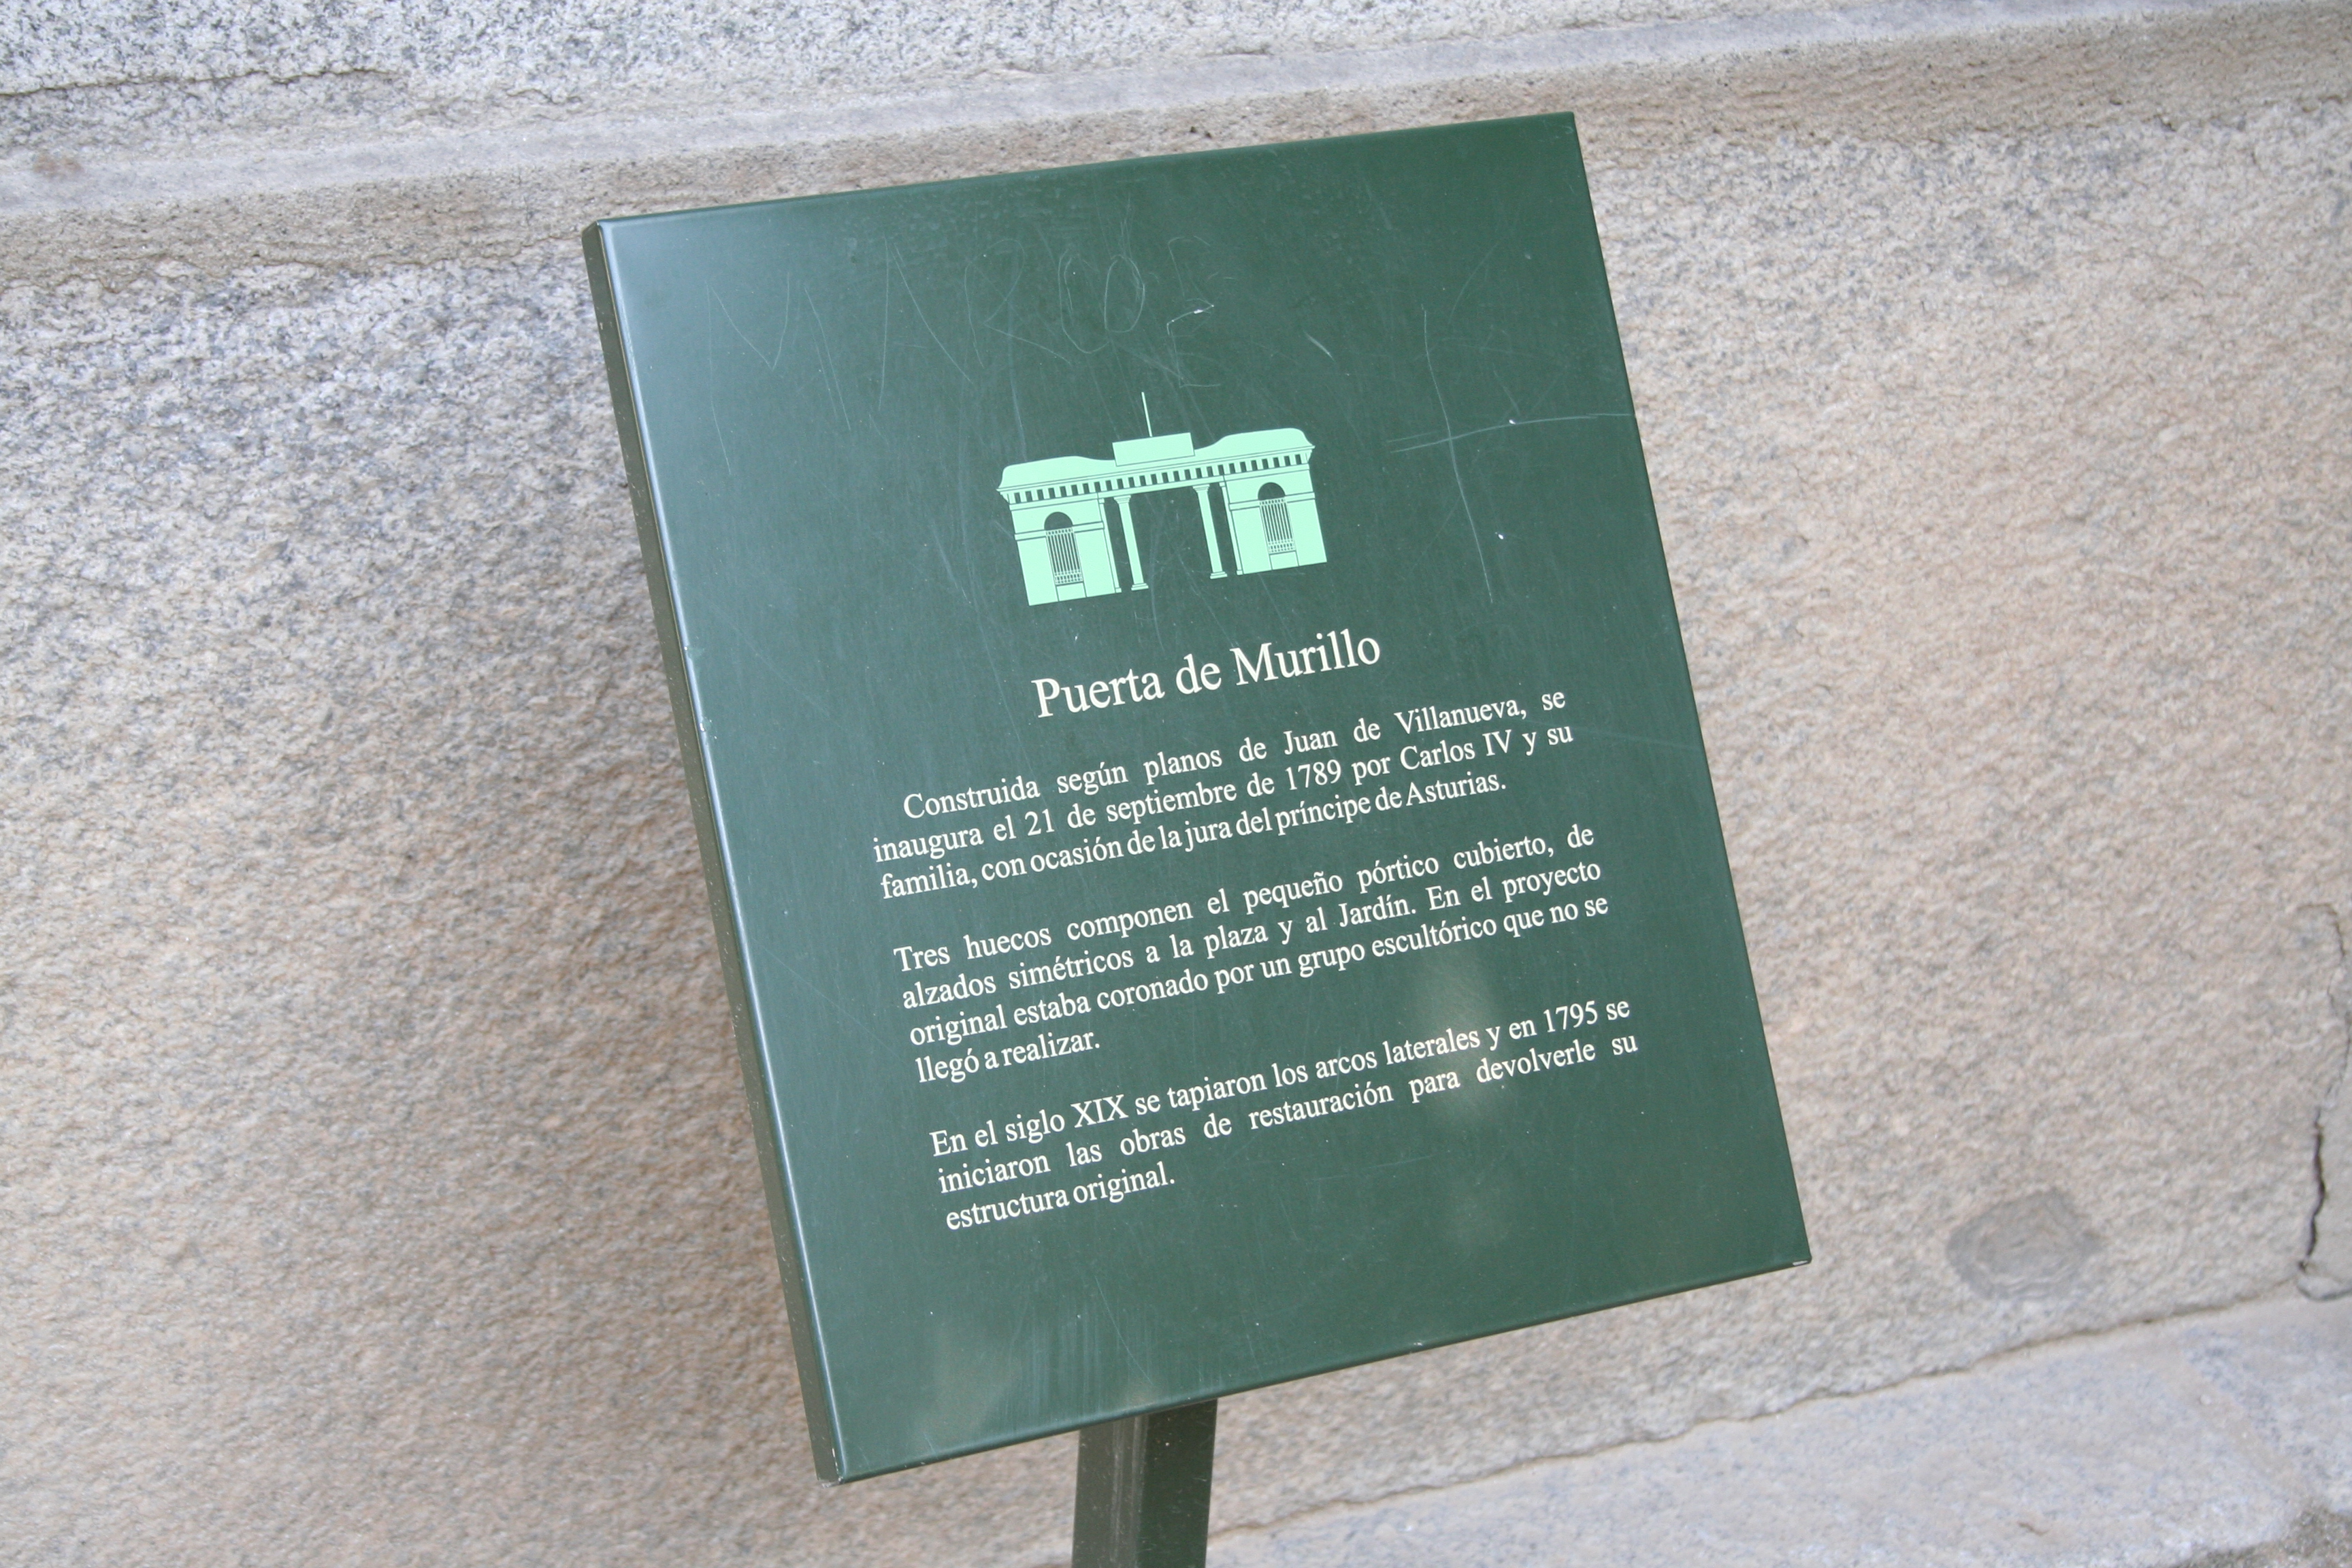 MARCOS
Puerta de Murillo
Construida según planos de Juan de Villanueva, se
inaugura el 21 de septiembre de 1789 por Carlos IV y su
familia, con ocasión de la jura del príncipe de Asturias.
Tres huecos componen el pequeño pórtico cubierto, de
alzados simétricos a la plaza y al Jardín. En el proyecto
original estaba coronado por un grupo escultórico que no se
llegó a realizar.
En el siglo XIX se tapiaron los arcos laterales y en 1795 se
iniciaron las obras de restauración para devolverle su
estructura original.